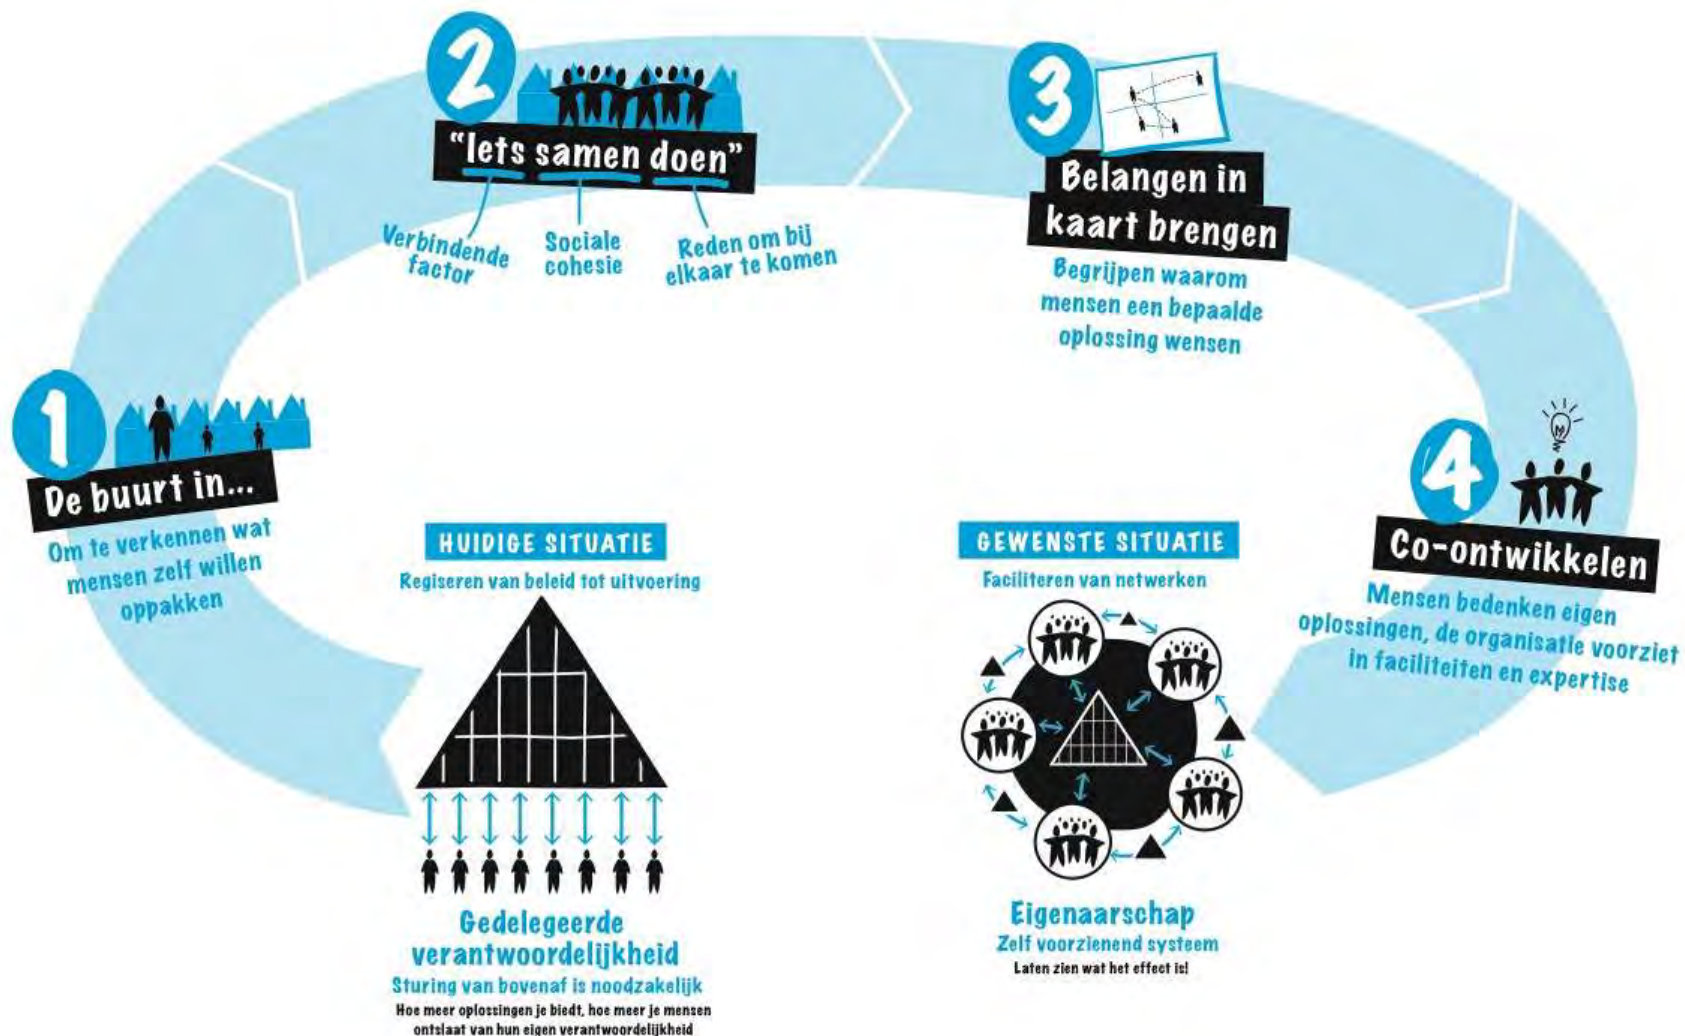 1
De buurt in...
Om te verkennen wat
mensen zelf willen
oppakken
2
"Iets samen doen"
Verbindende
factor
Sociale
cohesie
Reden om bij
elkaar te komen
3
Belangen in
kaart brengen
Begrijpen waarom
mensen een bepaalde
oplossing wensen
4
Co-ontwikkelen
Mensen bedenken eigen
oplossingen, de organisatie voorziet
in faciliteiten en expertise
HUIDIGE SITUATIE
Regiseren van beleid tot uitvoering
Gedelegeerde
verantwoordelijkheid
Sturing van bovenaf is noodzakelijk
Hoe meer oplossingen je biedt, hoe meer je mensen
ontslaat van hun eigen verantwoordelijkheid
GEWENSTE SITUATIE
Faciliteren van netwerken
Eigenaarschap
Zelf voorzienend systeem
Laten zien wat het effect is!